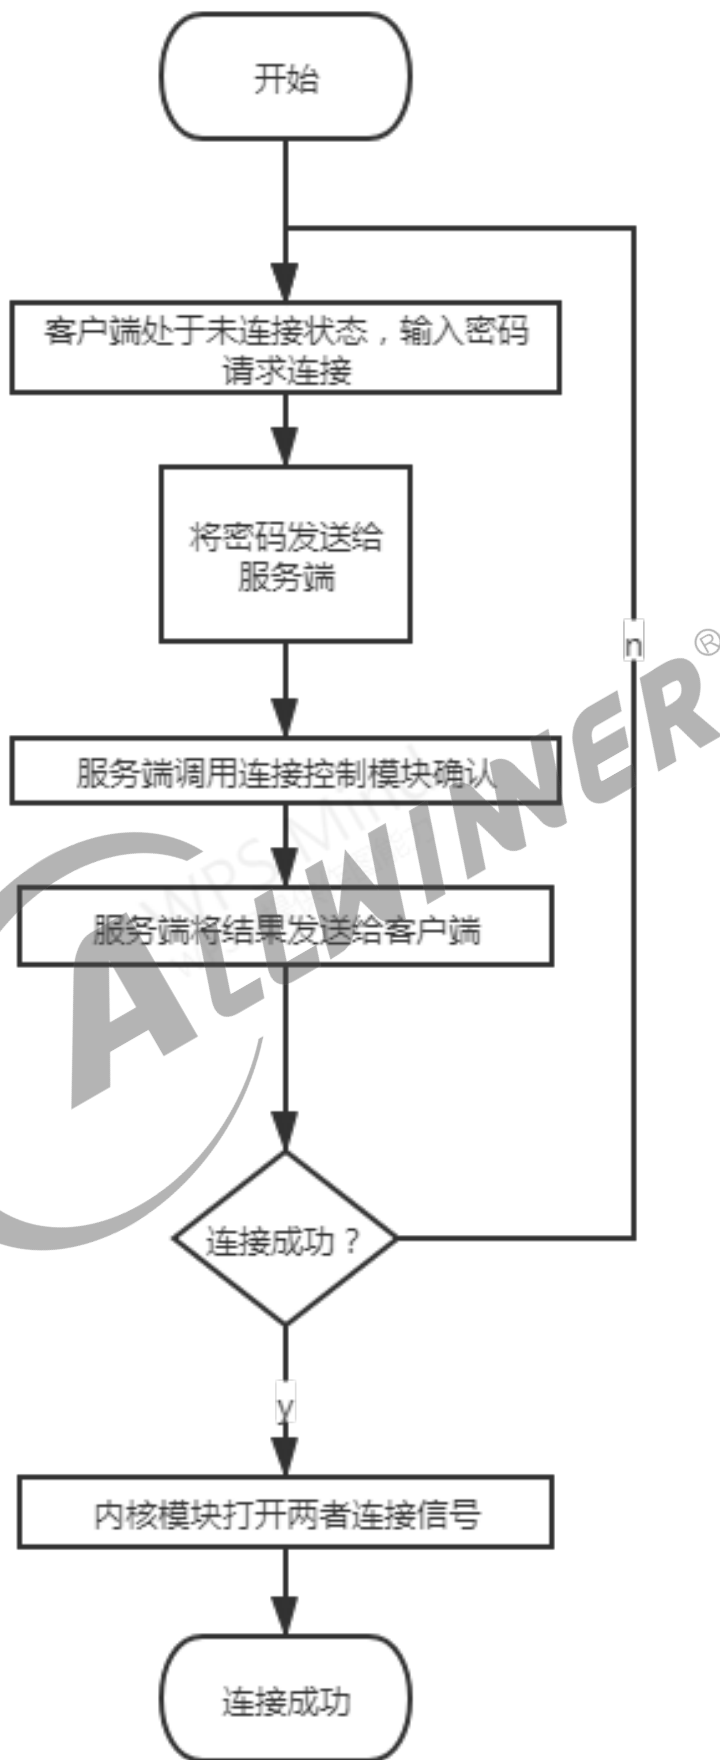 开始
客户端处于未连接状态，输入密码
请求连接
将密码发送给
服务端
n
®
ALLWINNER
服务端调用连接控制模块确认
WPS Mind
服务端将结果发送给客户端
连接成功？
y
内核模块打开两者连接信号
连接成功